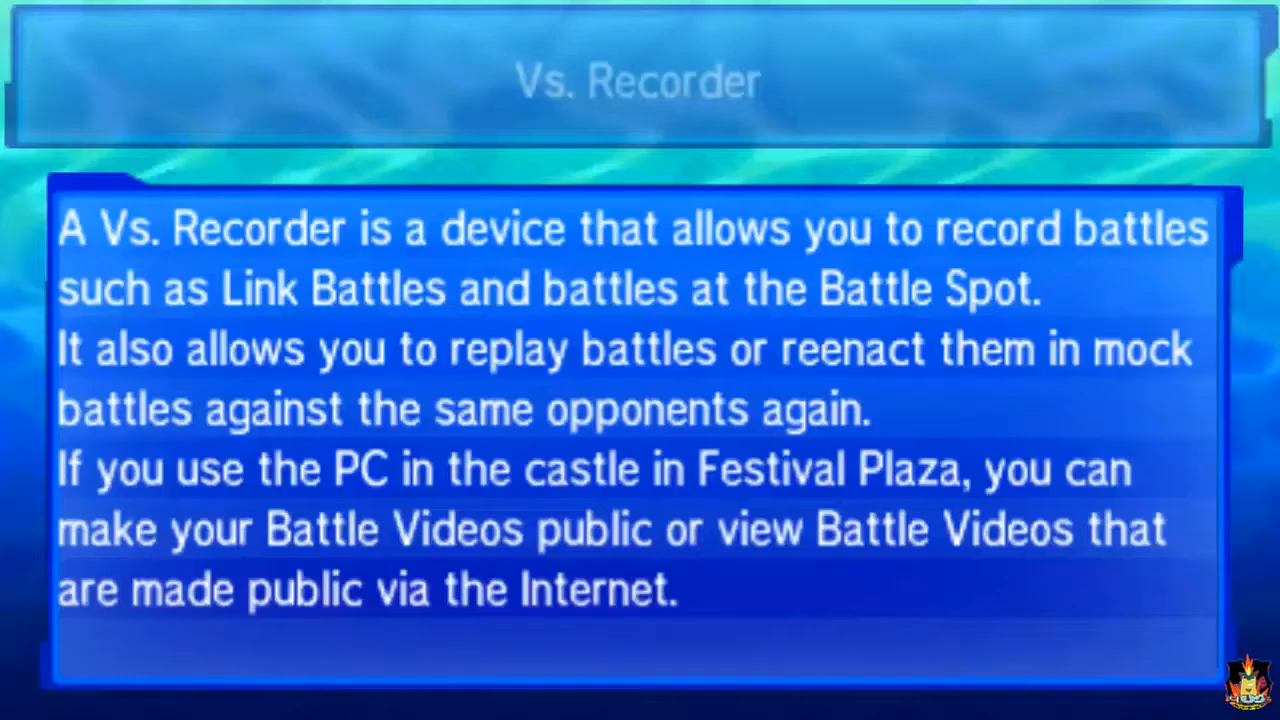 Vs. Recorder
A Vs. Recorder is a device that allows you to record battles
such as Link Battles and battles at the Battle Spot.
It also allows you to replay battles or reenact them in mock
battles against the same opponents again.
If you use the PC in the castle in Festival Plaza, you can
make your Battle Videos public or view Battle Videos that
are made public via the Internet.